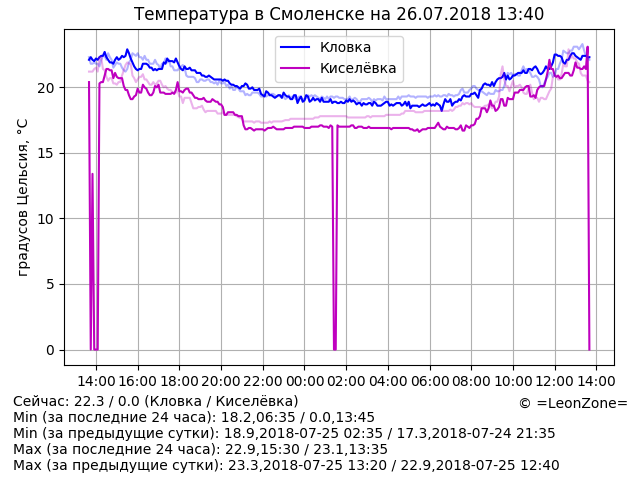 Температура в Смоленске на 26.07.2018 13:40
Кловка
Киселёвка
градусов Цельсия, °C
20
15
10
5
0
14:00 16:00 18:00 20:00 22:00 00:00 02:00 04:00 06:00 08:00 10:00 12:00 14:00
Сейчас: 22.3 / 0.0 (Кловка / Киселёвка)
© =LeonZone=
Min (за последние 24 часа): 18.2,06:35 / 0.0,13:45
Min (за предыдущие сутки): 18.9,2018-07-25 02:35 / 17.3,2018-07-24 21:35
Max (за последние 24 часа): 22.9,15:30 / 23.1,13:35
Max (за предыдущие сутки): 23.3,2018-07-25 13:20 / 22.9,2018-07-25 12:40